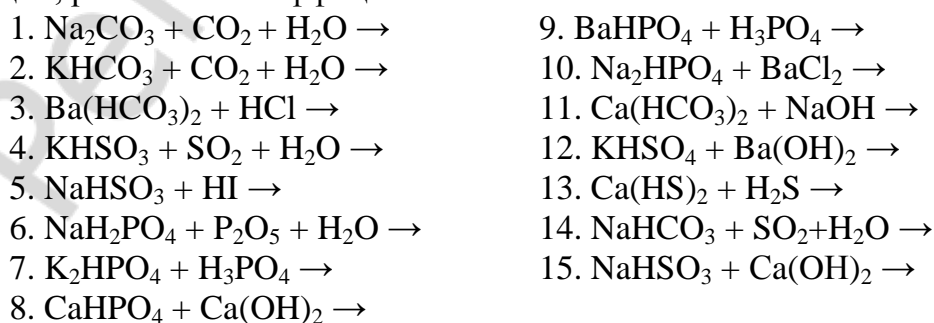 1. Na₂CO₃ + CO₂ + H₂O →
2. KHCO₃ + CO₂ + H₂O →
3. Ba(HCO₃)₂ + HCl →
4. KHSO₃ + SO₂ + H₂O →
5. NaHSO₃ + HI →
6. NaH₂PO₄ + P₂O₅ + H₂O →
7. K₂HPO₄ + H₃PO₄ →
8. CaHPO₄ + Ca(OH)₂ →
9. BaHPO₄ + H₃PO₄ →
10. Na₂HPO₄ + BaCl₂ →
11. Ca(HCO₃)₂ + NaOH →
12. KHSO₄ + Ba(OH)₂ →
13. Ca(HS)₂ + H₂S →
14. NaHCO₃ + SO₂+H₂O →
15. NaHSO₃ + Ca(OH)₂ →